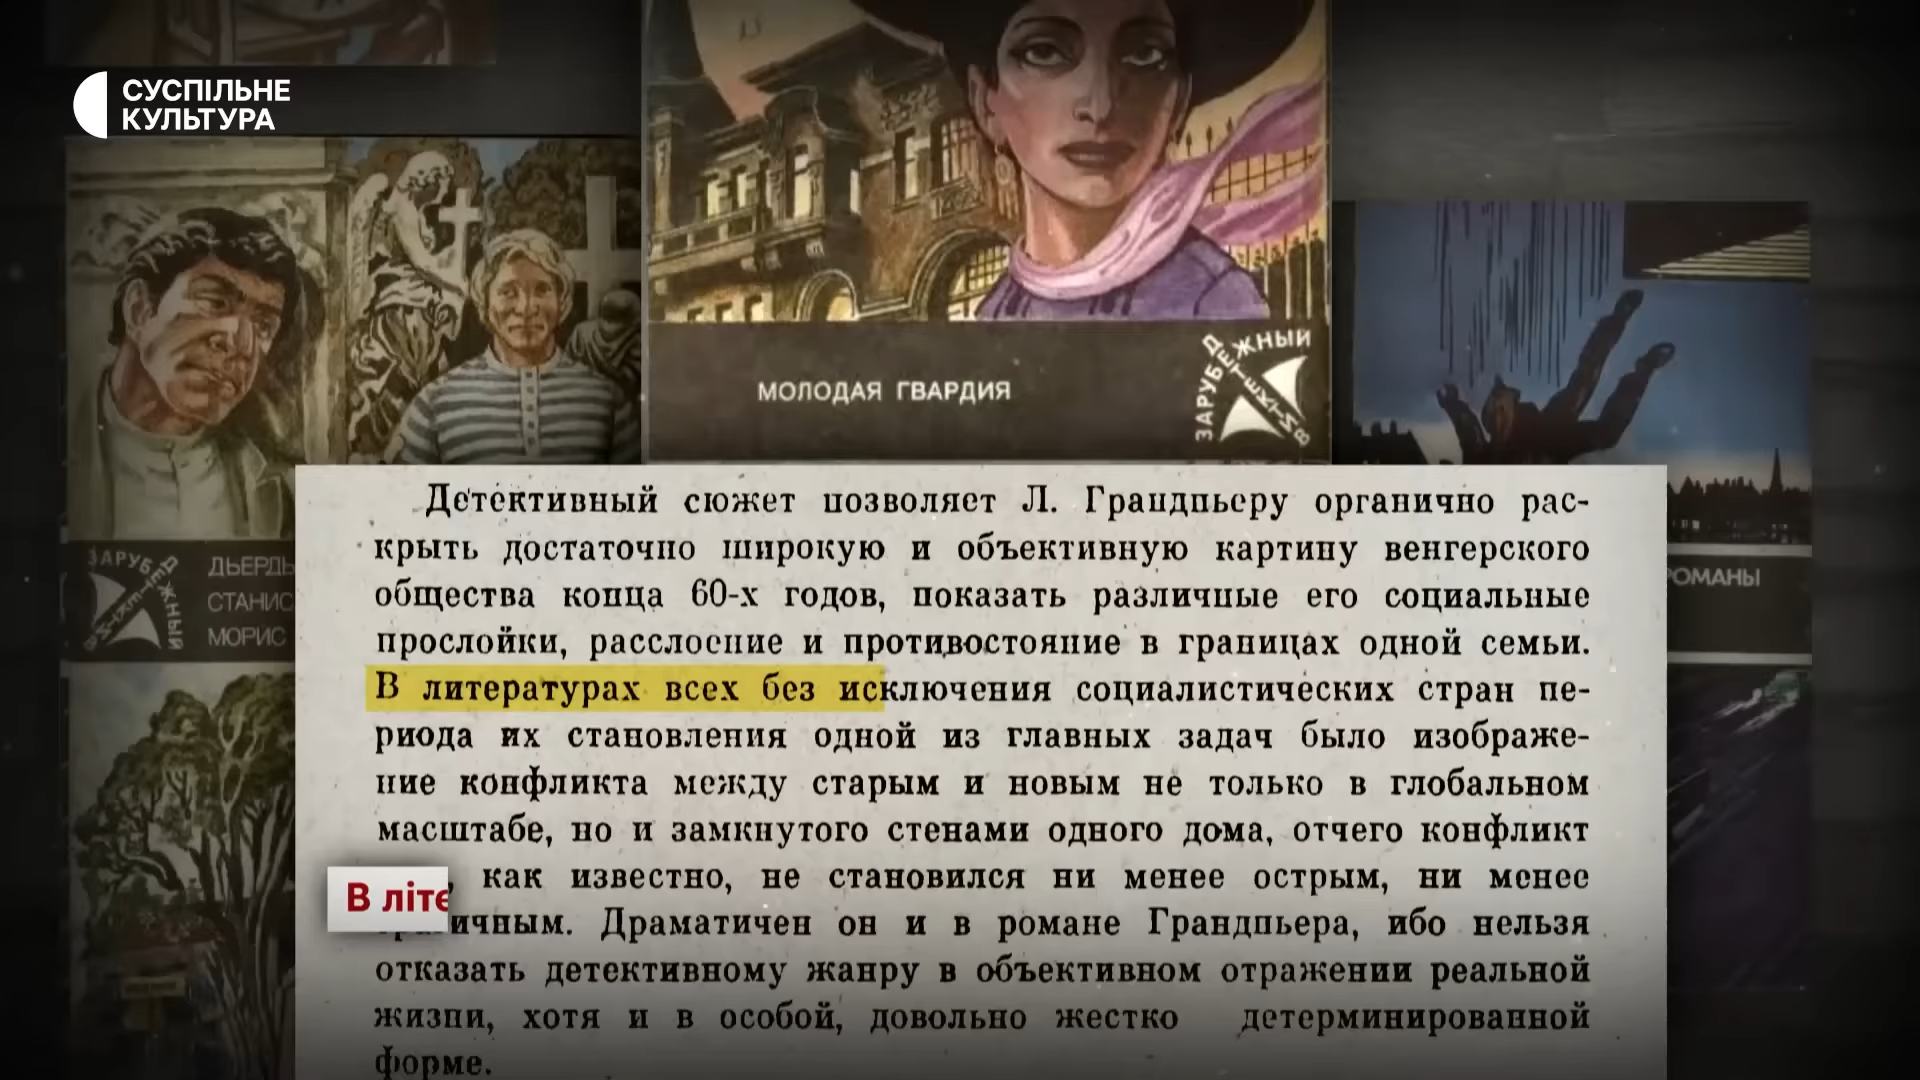 СУСПІЛЬНЕ
КУЛЬТУРА
МОЛОДАЯ ГВАРДИЯ
ЗАРУБЕЖНЫЙ
ДЕТЕКТИВ
ЗАРУБЕЖНЫЙ
ДЕТЕКТИВ
ДЬЕРДЬ
СТАНИС
МОРИС
РОМАНЫ
Детективный сюжет позволяет Л. Грандпьеру органично рас-
крыть достаточно широкую и объективную картину венгерского
общества конца 60-х годов, показать различные его социальные
прослойки, расслоение и противостояние в границах одной семьи.
В литературах всех без исключения социалистических стран пе-
риода их становления одной из главных задач было изображе-
ние конфликта между старым и новым не только в глобальном
масштабе, но и замкнутого стенами одного дома, отчего конфликт
, как известно, не становился ни менее острым, ни менее
ичным. Драматичен он и в романе Грандпьера, ибо нельзя
отказать детективному жанру в объективном отражении реальной
жизни, хотя и в особой, довольно жестко детерминированной
форме.
В літе